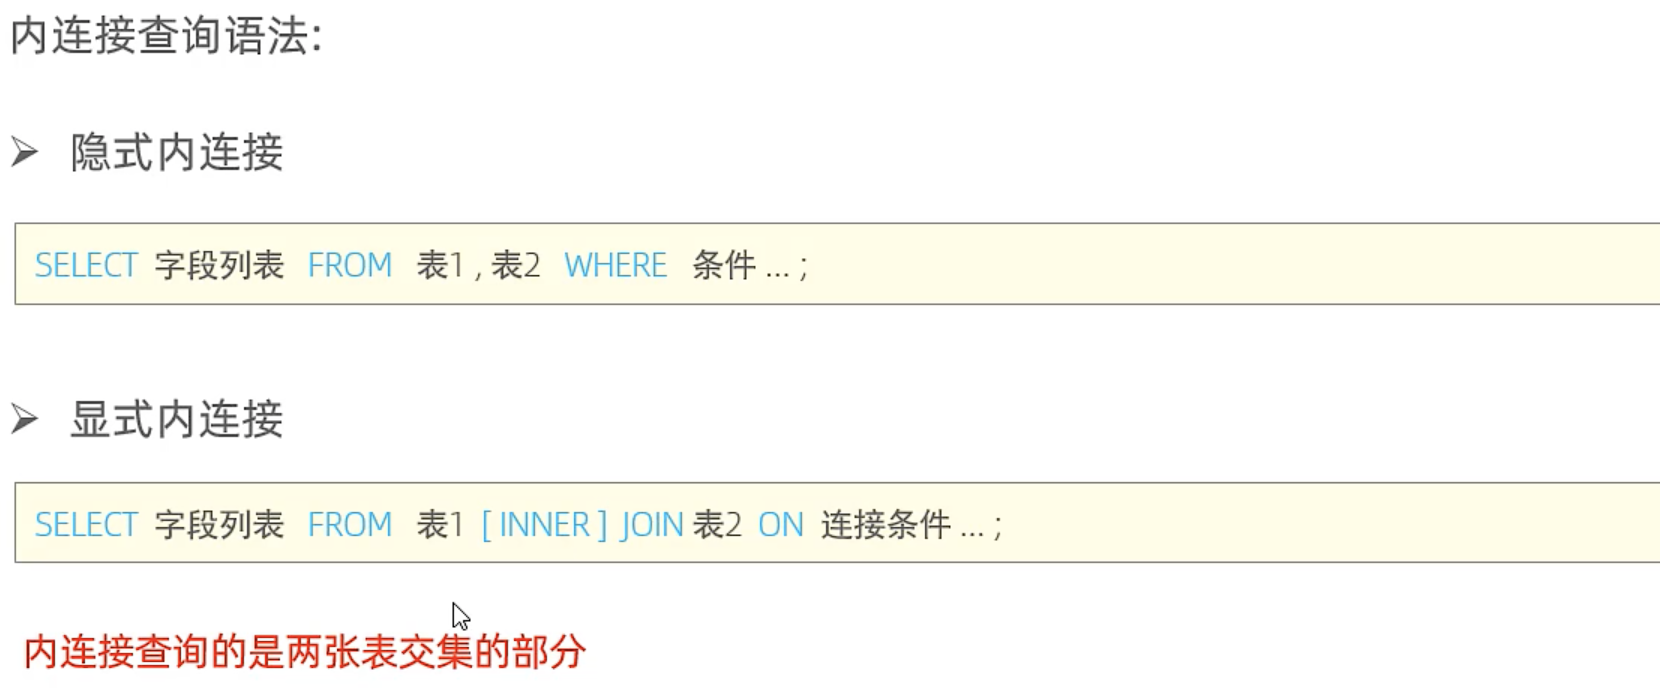 内连接查询语法:
➢ 隐式内连接
SELECT 字段列表 FROM 表1 , 表2 WHERE 条件 ... ;
➢ 显式内连接
SELECT 字段列表 FROM 表1 [ INNER ] JOIN 表2 ON 连接条件 ... ;
内连接查询的是两张表交集的部分